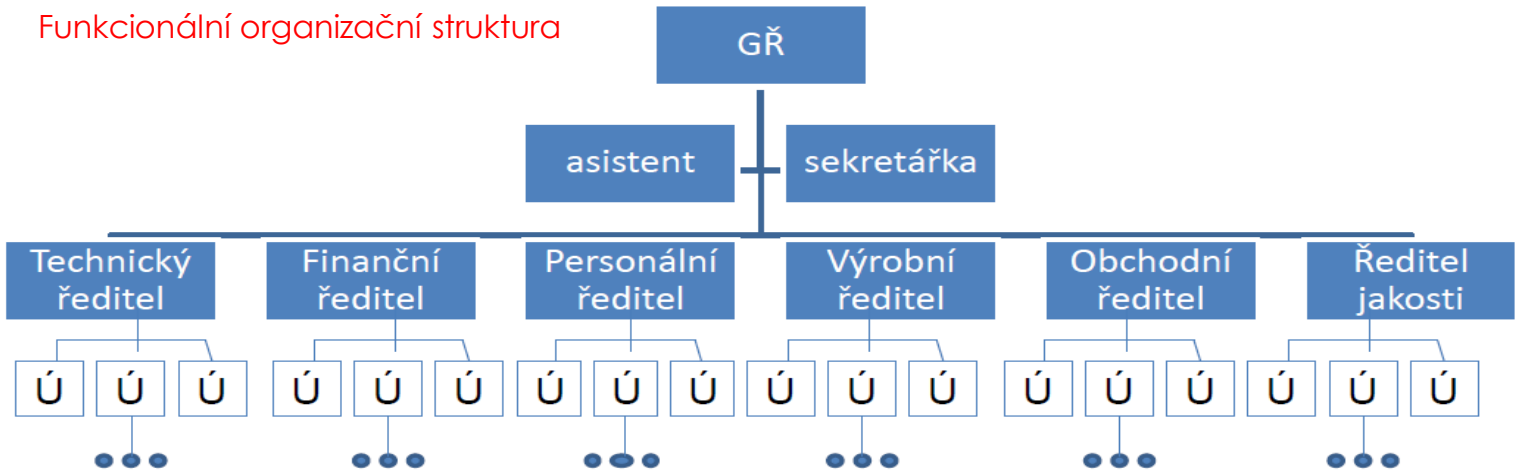 Funkcionální organizační struktura
GŘ
asistent
sekretářka
Technický
ředitel
Finanční
ředitel
Personální
ředitel
Výrobní
ředitel
Obchodní
ředitel
Ředitel
jakosti
Ú Ú Ú Ú Ú Ú Ú Ú Ú Ú Ú Ú Ú Ú Ú Ú Ú Ú